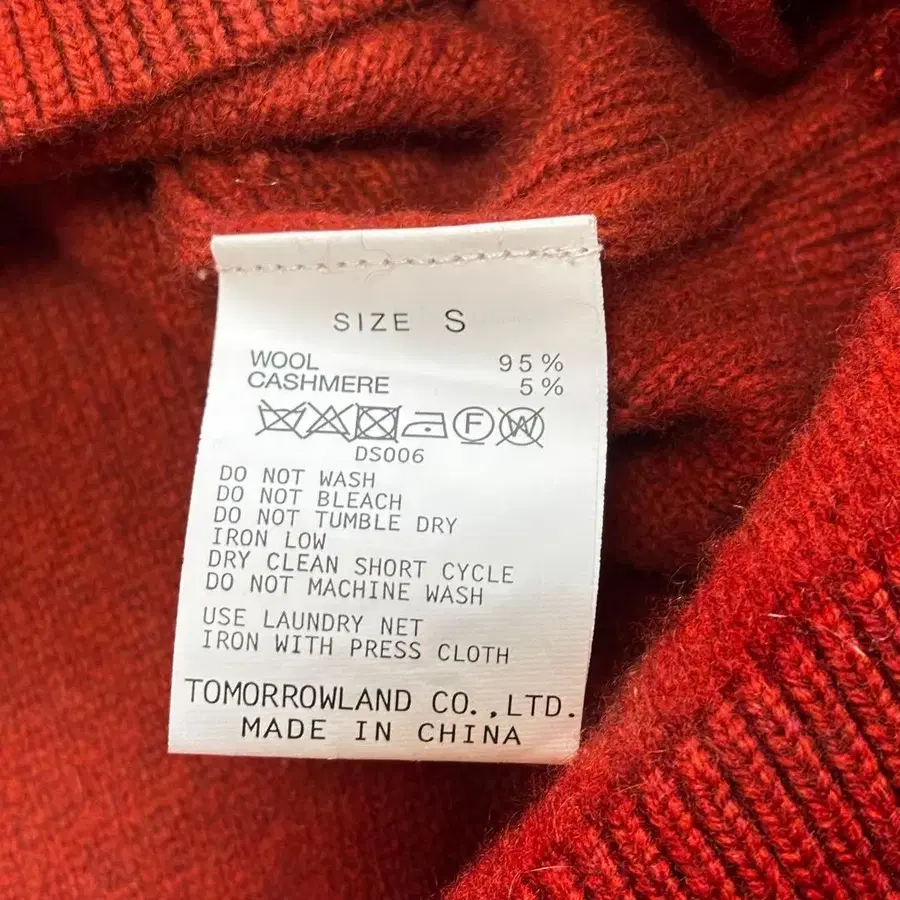 SIZE S
WOOL 95%
CASHMERE 5%
F W
DS006
DO NOT WASH
DO NOT BLEACH
DO NOT TUMBLE DRY
IRON LOW
DRY CLEAN SHORT CYCLE
DO NOT MACHINE WASH
USE LAUNDRY NET
IRON WITH PRESS CLOTH
TOMORROWLAND CO.,LTD.
MADE IN CHINA